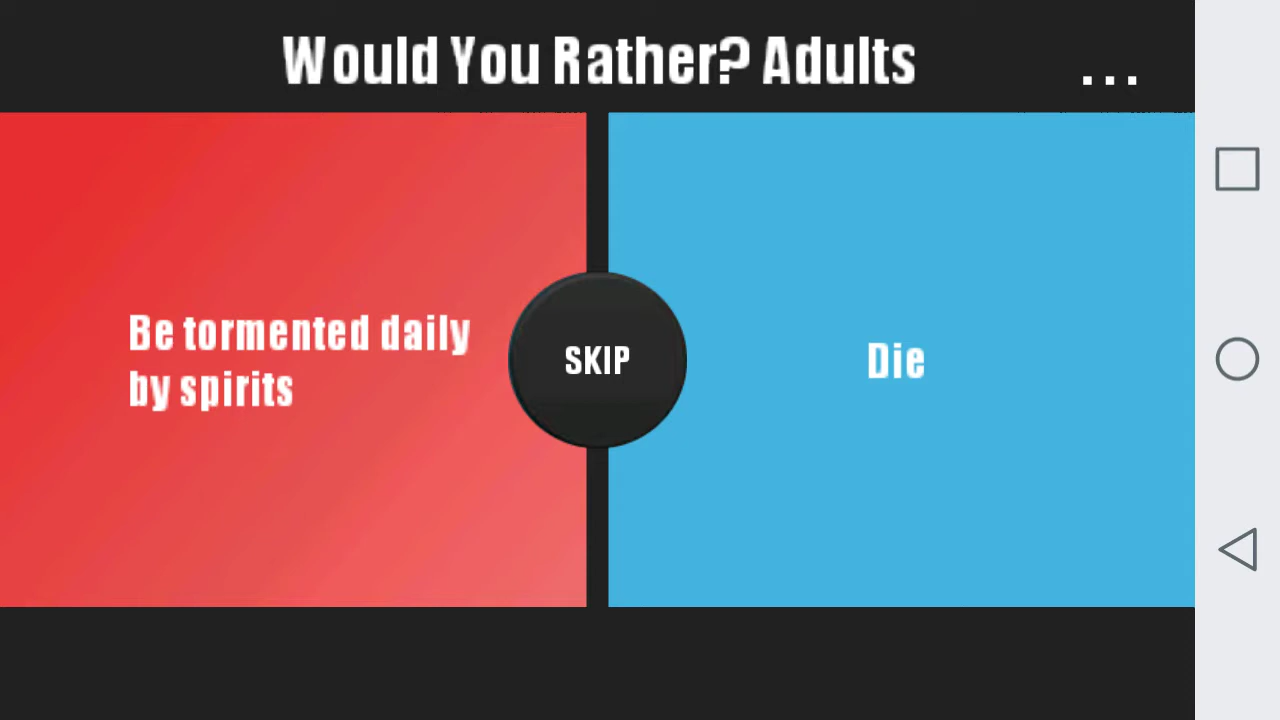 Would You Rather? Adults
...
Be tormented daily
by spirits
SKIP
Die